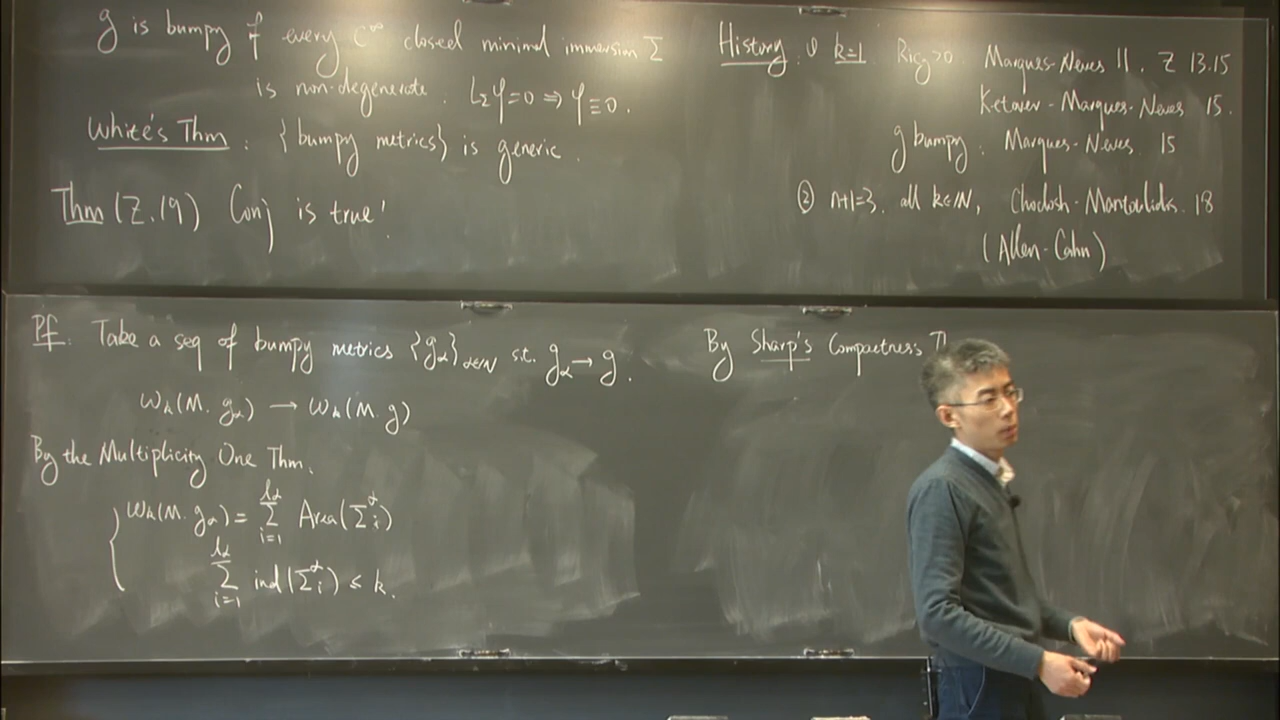 g is bumpy if every C^∞ closed minimal immersion Σ
is non-degenerate. L_Σ φ = 0 ⇒ φ ≡ 0.
White's Thm: {bumpy metrics} is generic.
Thm (Z. 19) Conj is true!
History: ① k=1. Ric_g > 0. Marques-Neves 11. Z 13.15
Ketover-Marques-Neves 15.
g bumpy: Marques-Neves. 15
② n+1=3. all k∈ℕ, Chodosh-Mantoulidis. 18
(Allen-Cahn)
Pf: Take a seq of bumpy metrics {g_α}_{α∈ℕ} s.t. g_α → g.
ω_k(M. g_α) → ω_k(M. g)
By the Multiplicity One Thm.
{ ω_k(M. g_α) = Σ_{i=1}^{l_α} Area(Σ_i^α)
Σ_{i=1}^{l_α} ind(Σ_i^α) ≤ k.
By Sharp's Compactness